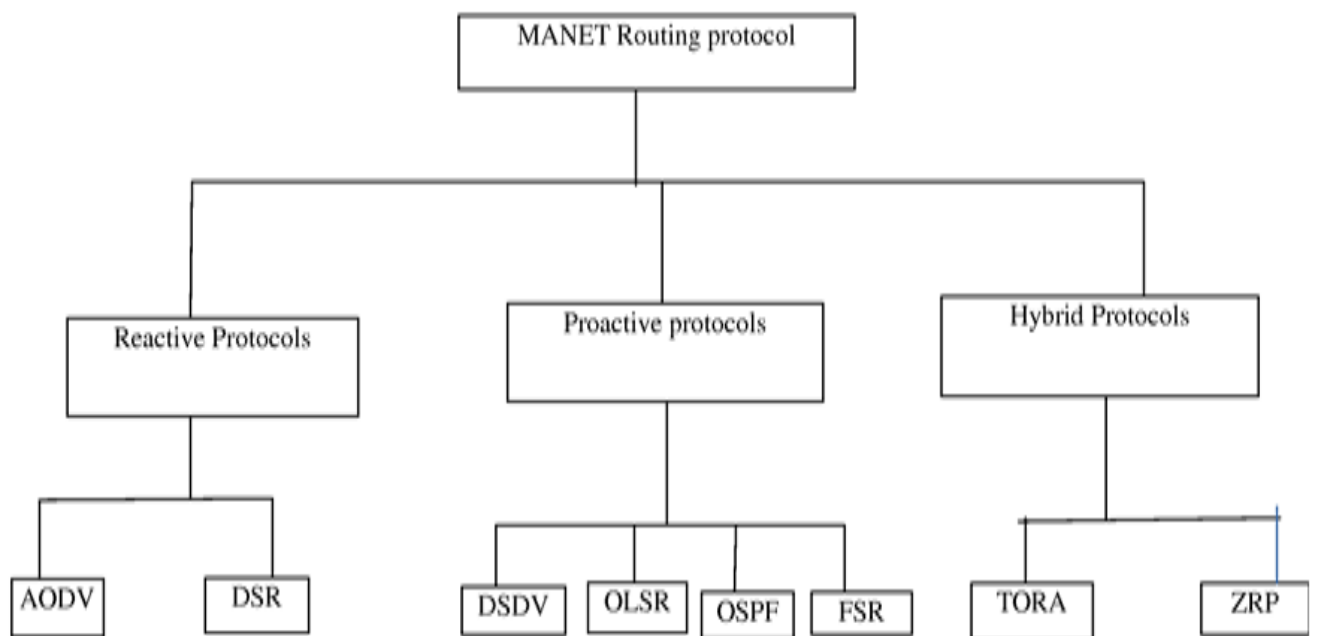 MANET Routing protocol
Reactive Protocols
Proactive protocols
Hybrid Protocols
AODV
DSR
DSDV
OLSR
OSPF
FSR
TORA
ZRP